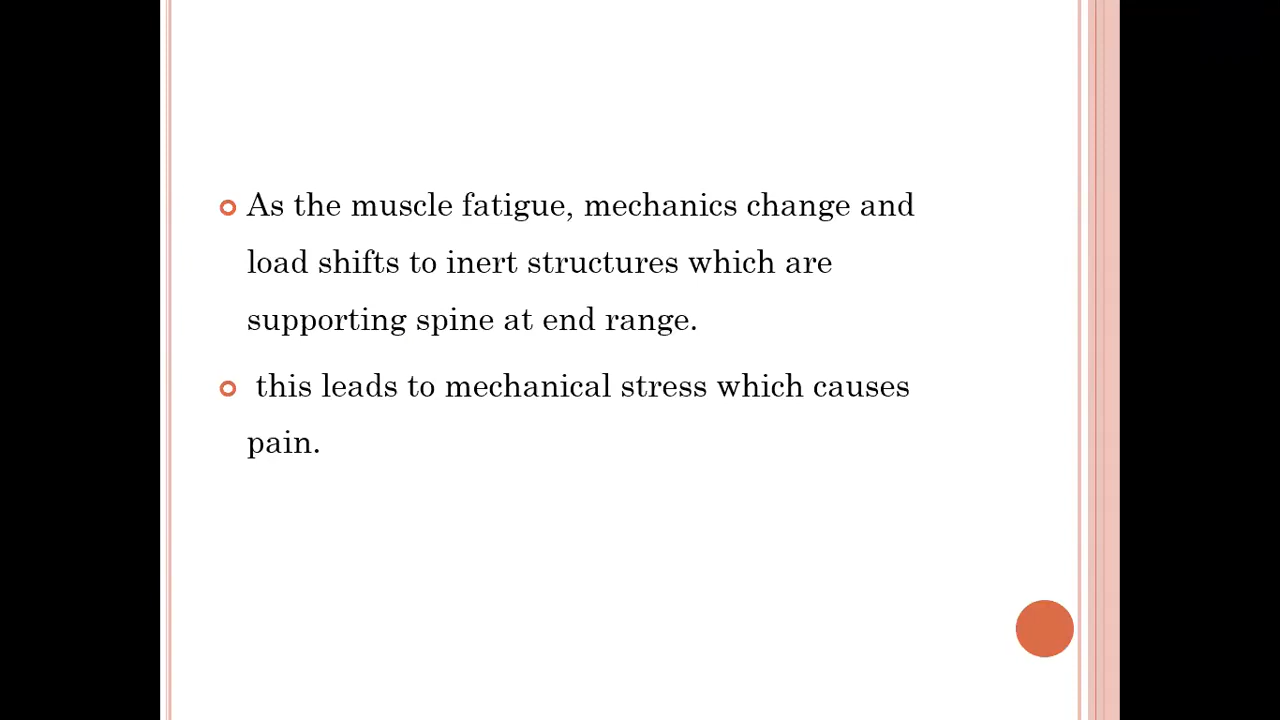 As the muscle fatigue, mechanics change and
load shifts to inert structures which are
supporting spine at end range.
this leads to mechanical stress which causes
pain.